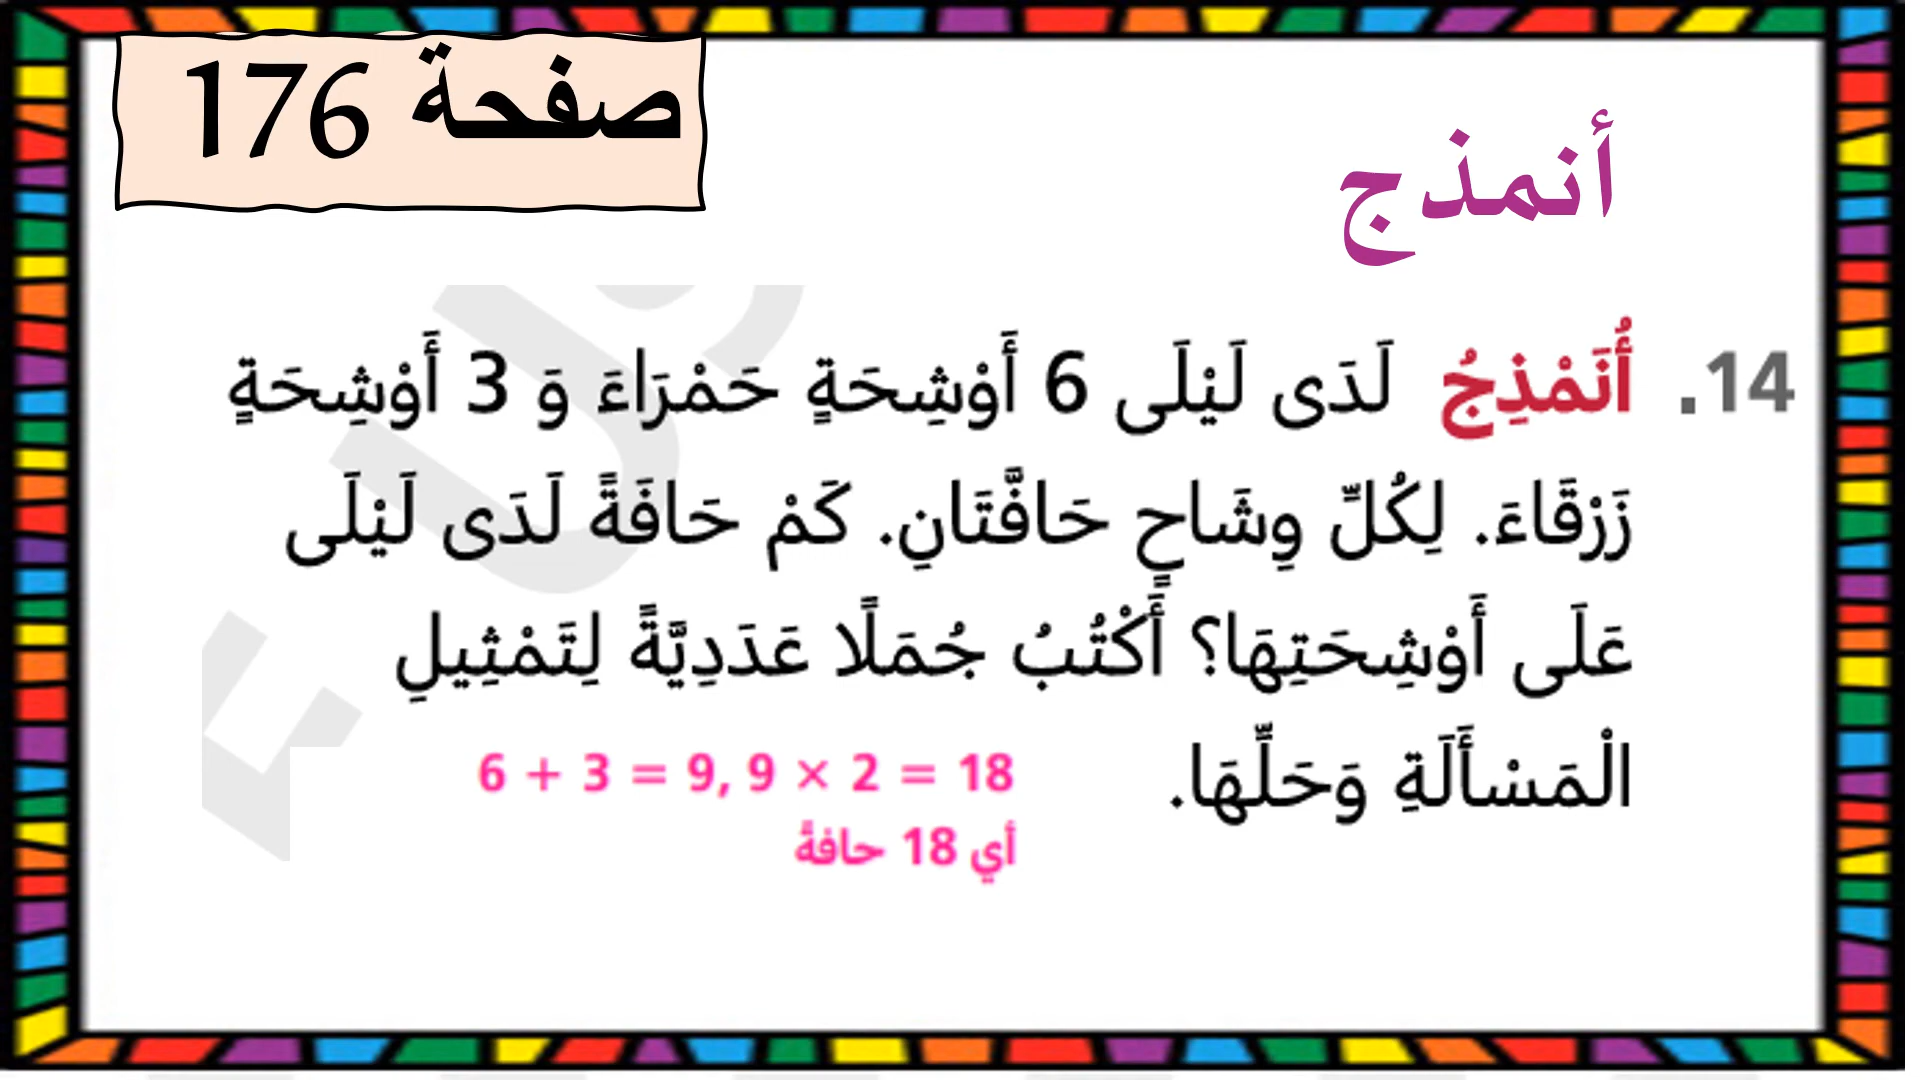 صفحة 176
أنمذج
14. أُنَمْذِجُ لَدَى لَيْلَى 6 أَوْشِحَةٍ حَمْرَاءَ وَ 3 أَوْشِحَةٍ
زَرْقَاءَ. لِكُلِّ وِشَاحٍ حَافَّتَانِ. كَمْ حَافَةً لَدَى لَيْلَى
عَلَى أَوْشِحَتِهَا؟ أَكْتُبُ جُمَلًا عَدَدِيَّةً لِتَمْثِيلِ
الْمَسْأَلَةِ وَحَلِّهَا.
6 + 3 = 9, 9 × 2 = 18
أي 18 حافةً